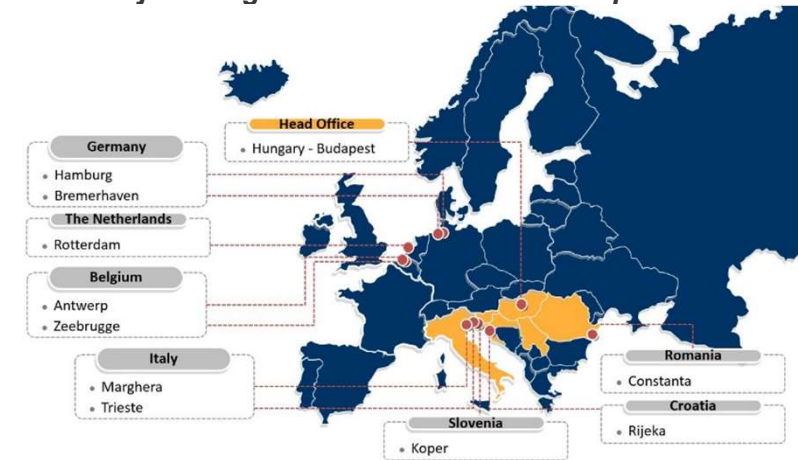 Head Office
• Hungary - Budapest
Germany
• Hamburg
• Bremerhaven
The Netherlands
• Rotterdam
Belgium
• Antwerp
• Zeebrugge
Italy
• Marghera
• Trieste
Slovenia
• Koper
Romania
• Constanta
Croatia
• Rijeka